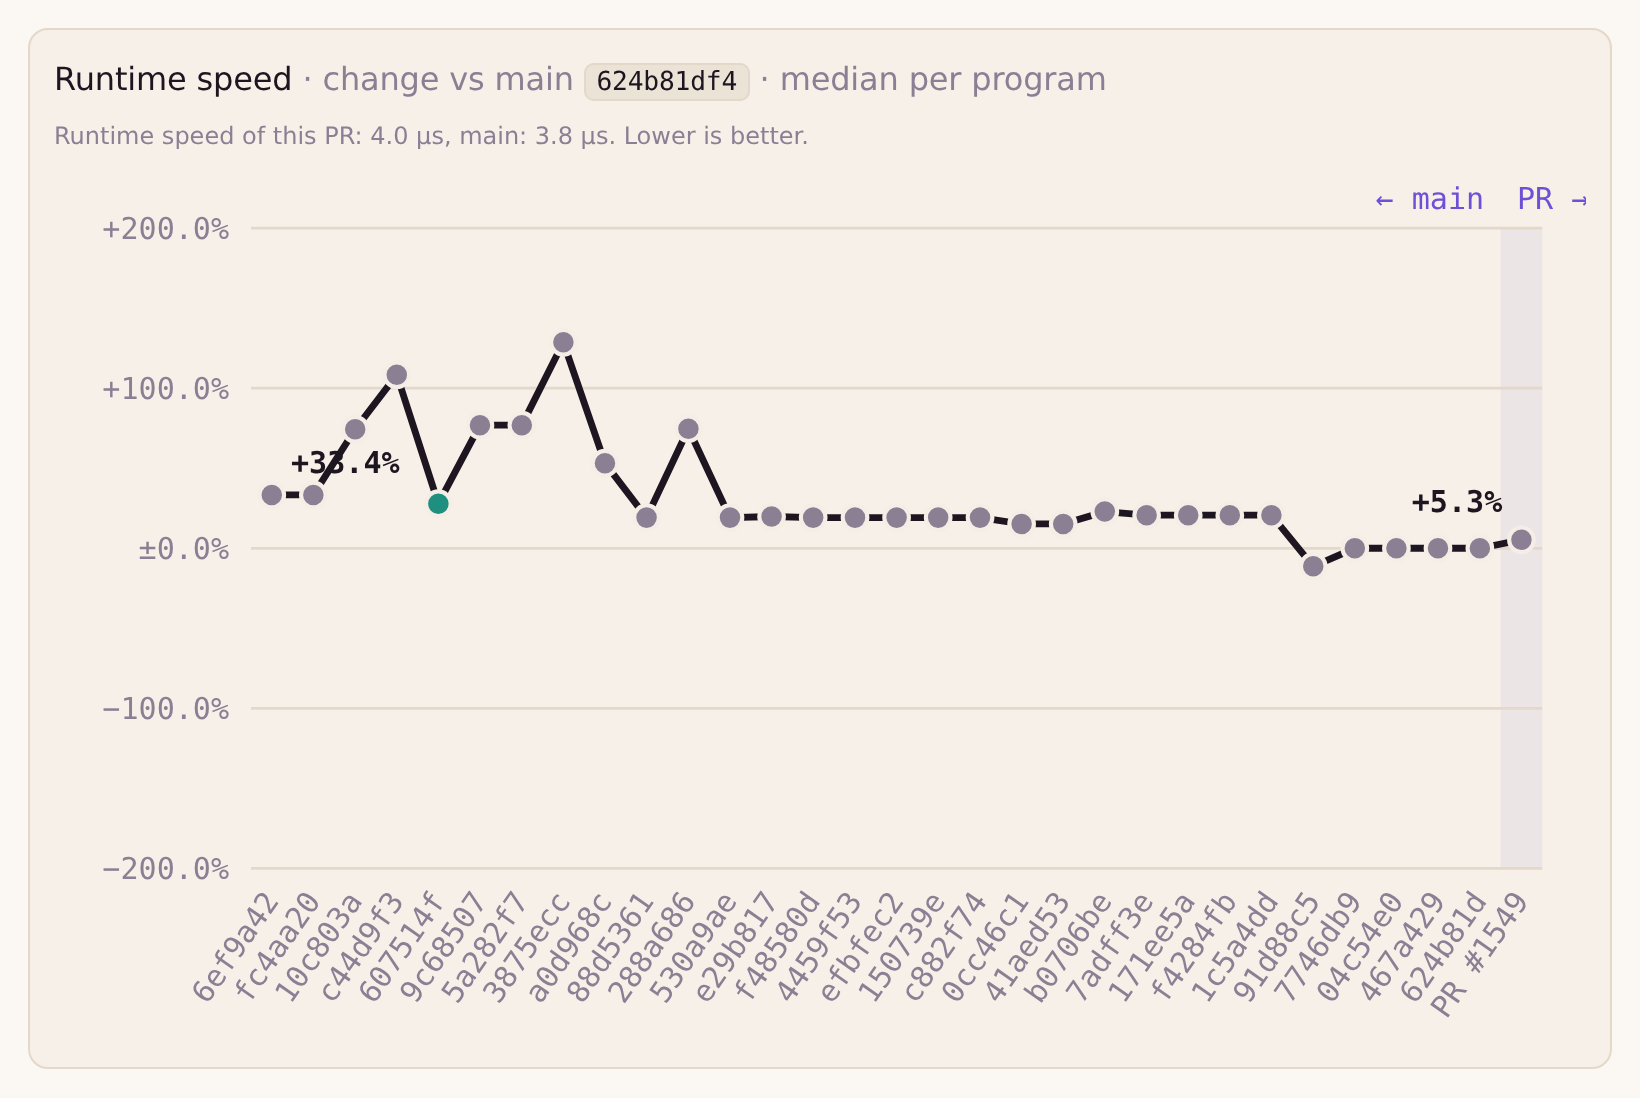 Runtime speed · change vs main 624b81df4 · median per program
Runtime speed of this PR: 4.0 µs, main: 3.8 µs. Lower is better.
← main PR →
+200.0%
+100.0%
+33.4%
+5.3%
±0.0%
−100.0%
−200.0%
6ef9a42
fc4aa20
10c803a
c44d9f3
607514f
9c68507
5a282f7
3875ecc
a0d968c
88d5361
288a686
530a9ae
e29b817
f48580d
4459f53
efbfec2
150739e
c882f74
0cc46c1
41aed53
b0706be
7adff3e
171ee5a
f4284fb
1c5a4dd
91d88c5
7746db9
04c54e0
467a429
624b81d
PR #1549